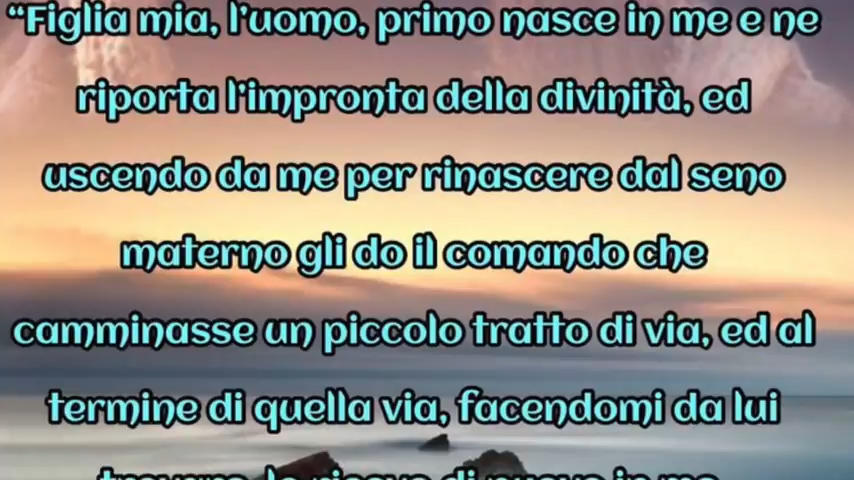 “Figlia mia, l'uomo, primo nasce in me e ne
riporta l'impronta della divinità, ed
uscendo da me per rinascere dal seno
materno gli do il comando che
camminasse un piccolo tratto di via, ed al
termine di quella via, facendomi da lui